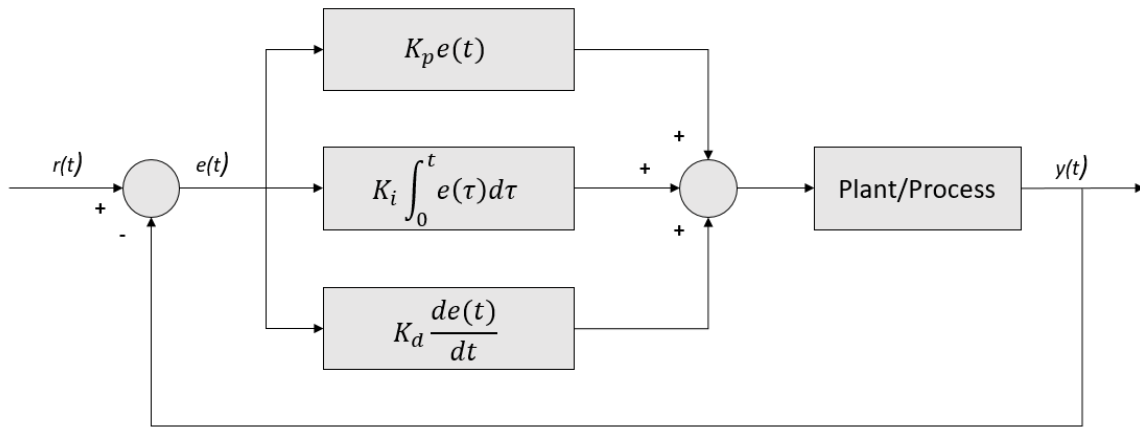 K_p e(t)
r(t)
+
-
e(t)
K_i ∫_0^t e(τ)dτ
+
+
+
Plant/Process
y(t)
K_d de(t)/dt